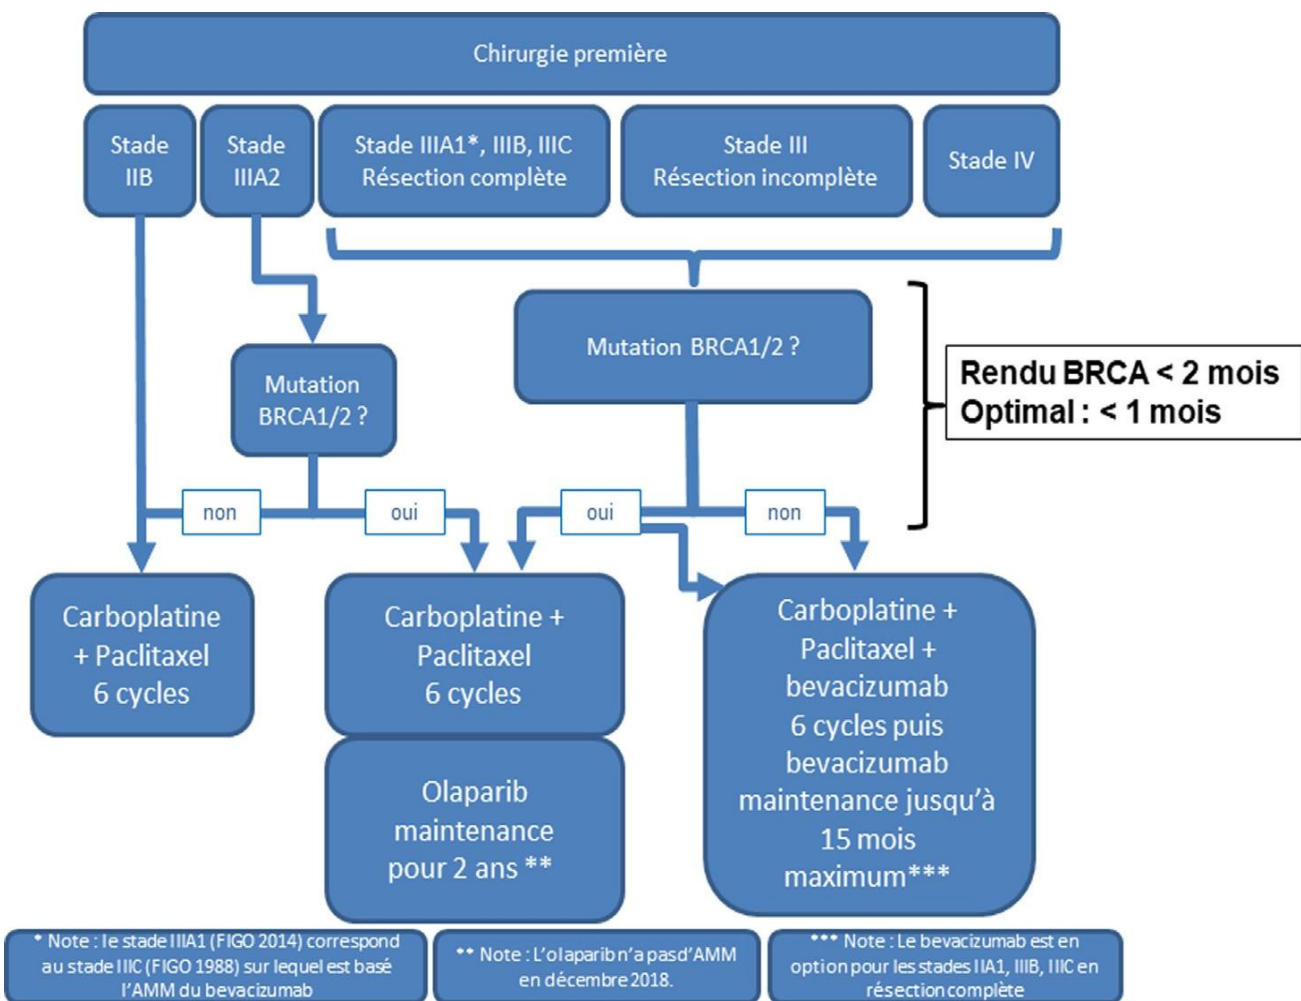 Chirurgie première
Stade
IIB
Stade
IIIA2
Stade IIIA1*, IIIB, IIIC
Résection complète
Stade III
Résection incomplète
Stade IV
Mutation
BRCA1/2 ?
Mutation BRCA1/2 ?
Rendu BRCA < 2 mois
Optimal : < 1 mois
non
oui
oui
non
Carboplatine
+ Paclitaxel
6 cycles
Carboplatine +
Paclitaxel
6 cycles
Olaparib
maintenance
pour 2 ans **
Carboplatine +
Paclitaxel +
bevacizumab
6 cycles puis
bevacizumab
maintenance jusqu'à
15 mois
maximum***
* Note : le stade IIIA1 (FIGO 2014) correspond
au stade IIIC (FIGO 1988) sur lequel est basé
l'AMM du bevacizumab
** Note : L'olaparib n'a pas d'AMM
en décembre 2018.
*** Note : Le bevacizumab est en
option pour les stades IIA1, IIIB, IIIC en
résection complète